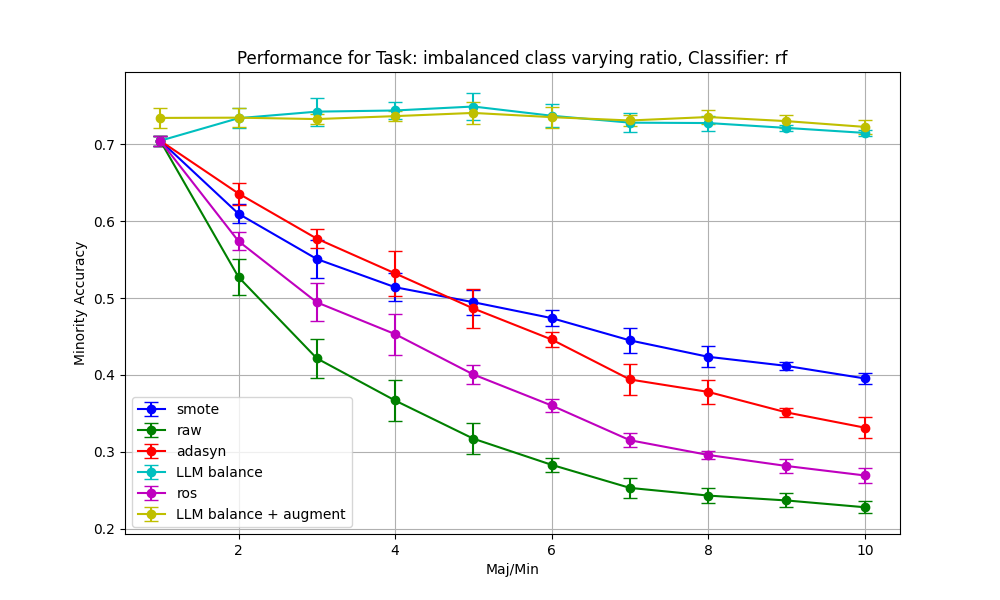 Performance for Task: imbalanced class varying ratio, Classifier: rf
Minority Accuracy
0.7
0.6
0.5
0.4
0.3
0.2
smote
raw
adasyn
LLM balance
ros
LLM balance + augment
2
4
6
8
10
Maj/Min